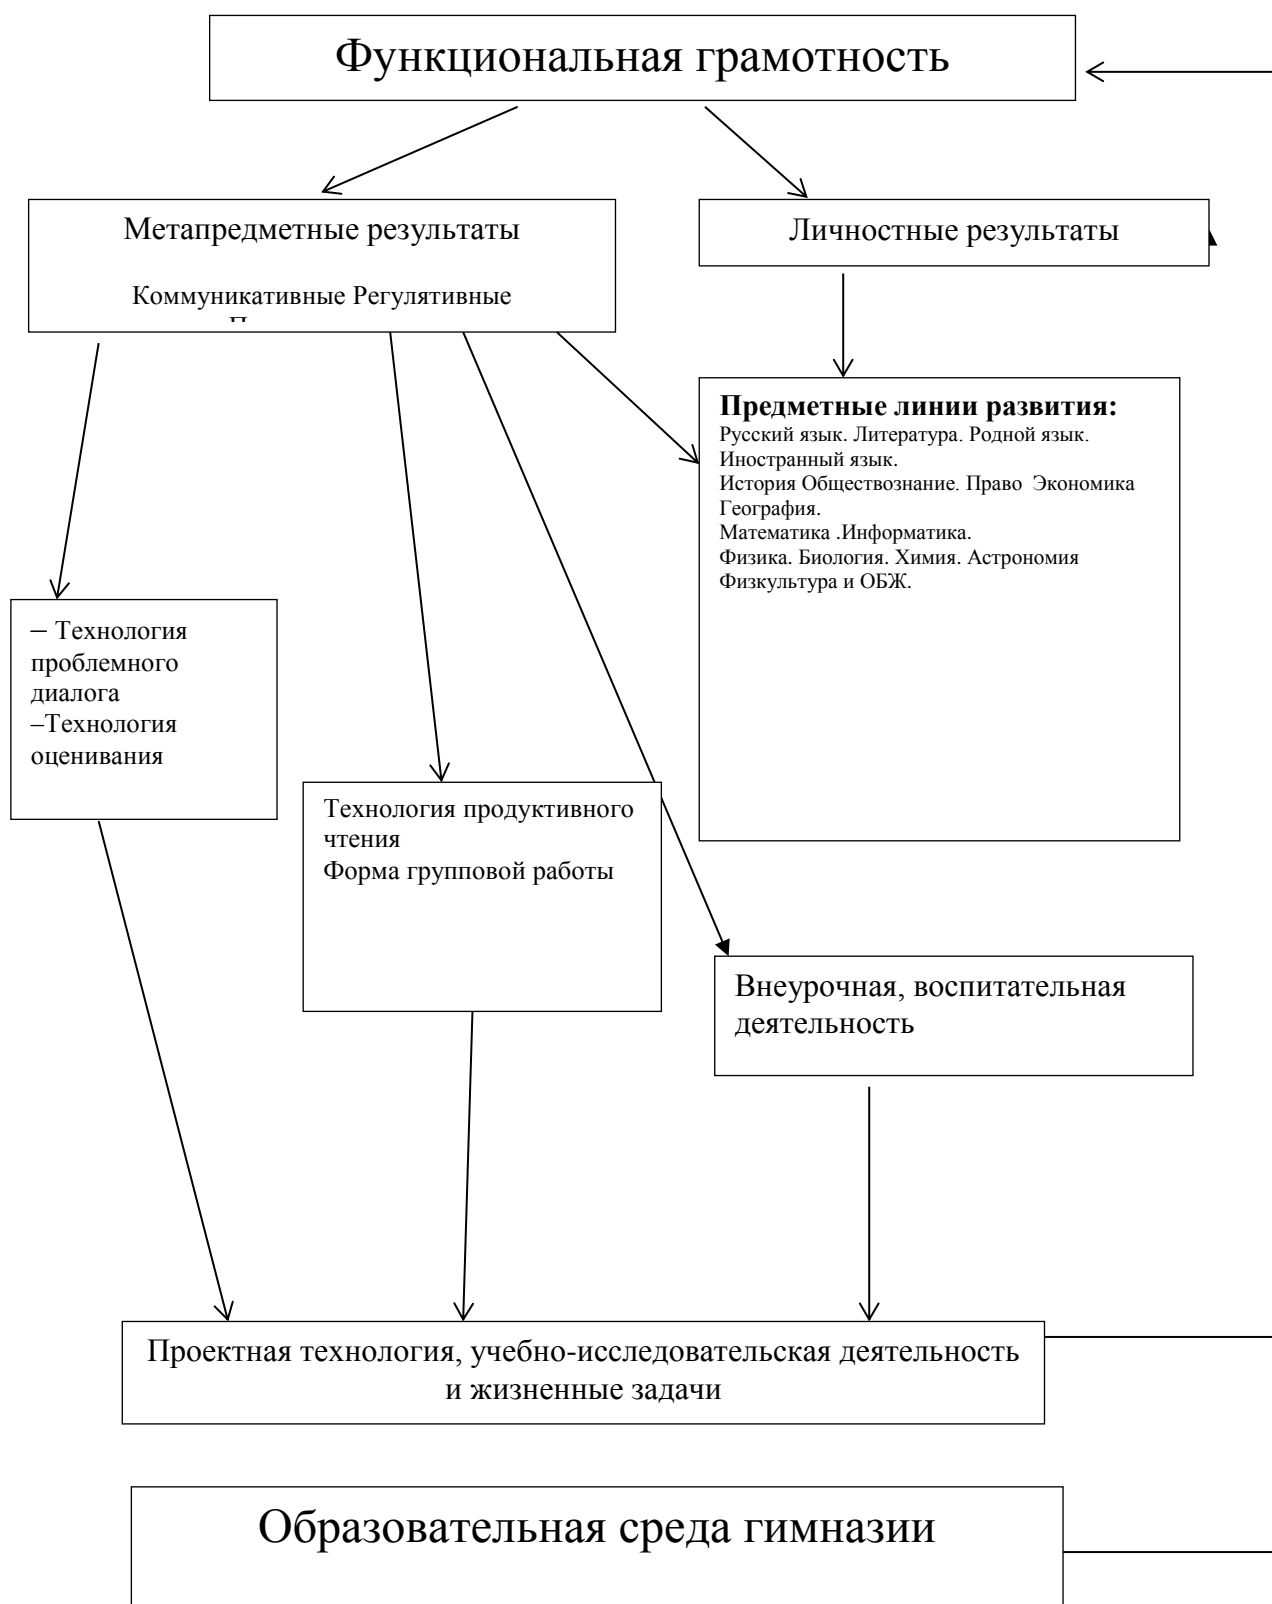 Функциональная грамотность
Метапредметные результаты
Коммуникативные Регулятивные
Личностные результаты
Предметные линии развития:
Русский язык. Литература. Родной язык.
Иностранный язык.
История Обществознание. Право  Экономика
География.
Математика .Информатика.
Физика. Биология. Химия. Астрономия
Физкультура и ОБЖ.
– Технология
проблемного
диалога
–Технология
оценивания
Технология продуктивного
чтения
Форма групповой работы
Внеурочная, воспитательная
деятельность
Проектная технология, учебно-исследовательская деятельность
и жизненные задачи
Образовательная среда гимназии